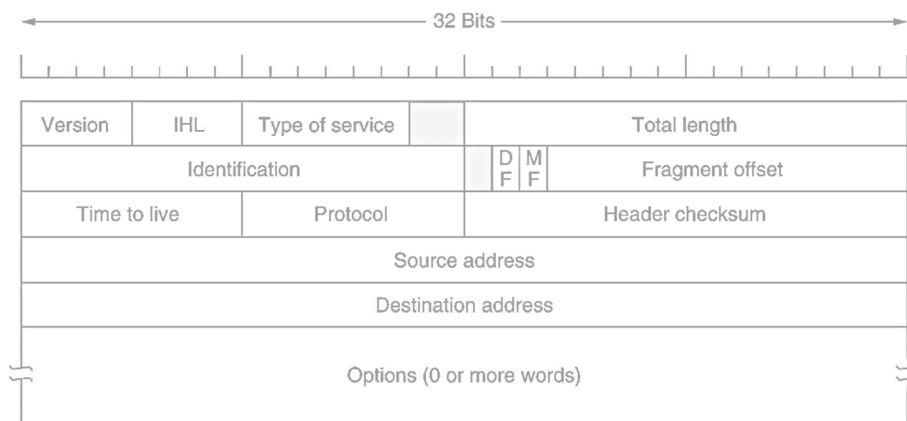 32 Bits
Version IHL Type of service Total length
Identification D F M F Fragment offset
Time to live Protocol Header checksum
Source address
Destination address
Options (0 or more words)